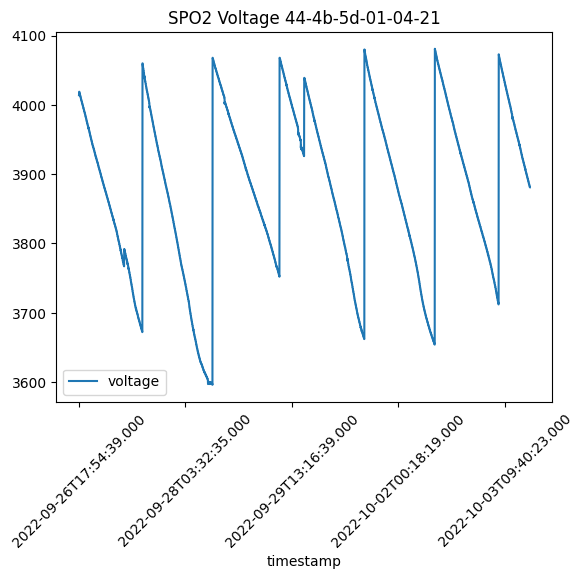 SPO2 Voltage 44-4b-5d-01-04-21
4100
4000
3900
3800
3700
3600
voltage
2022-09-26T17:54:39.000
2022-09-28T03:32:35.000
2022-09-29T13:16:39.000
2022-10-02T00:18:19.000
2022-10-03T09:40:23.000
timestamp